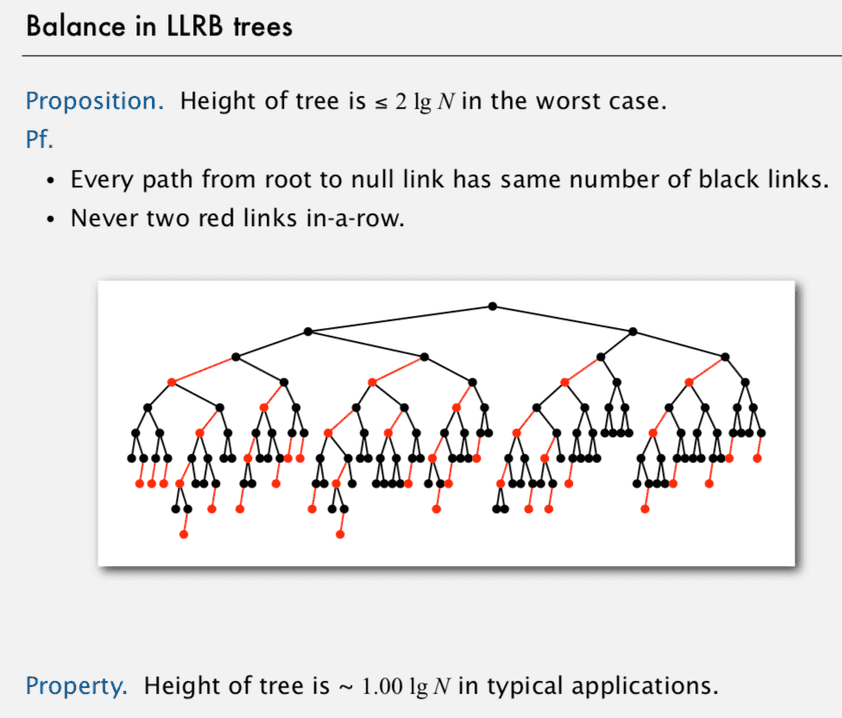 Balance in LLRB trees
Proposition. Height of tree is ≤ 2 lg N in the worst case.
Pf.
• Every path from root to null link has same number of black links.
• Never two red links in-a-row.
Property. Height of tree is ~ 1.00 lg N in typical applications.